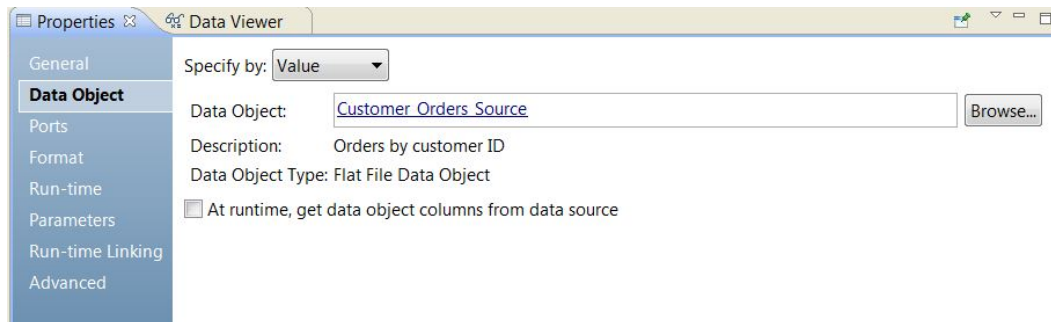 Properties Data Viewer
General
Data Object
Ports
Format
Run-time
Parameters
Run-time Linking
Advanced
Specify by: Value
Data Object: Customer_Orders_Source Browse...
Description: Orders by customer ID
Data Object Type: Flat File Data Object
At runtime, get data object columns from data source